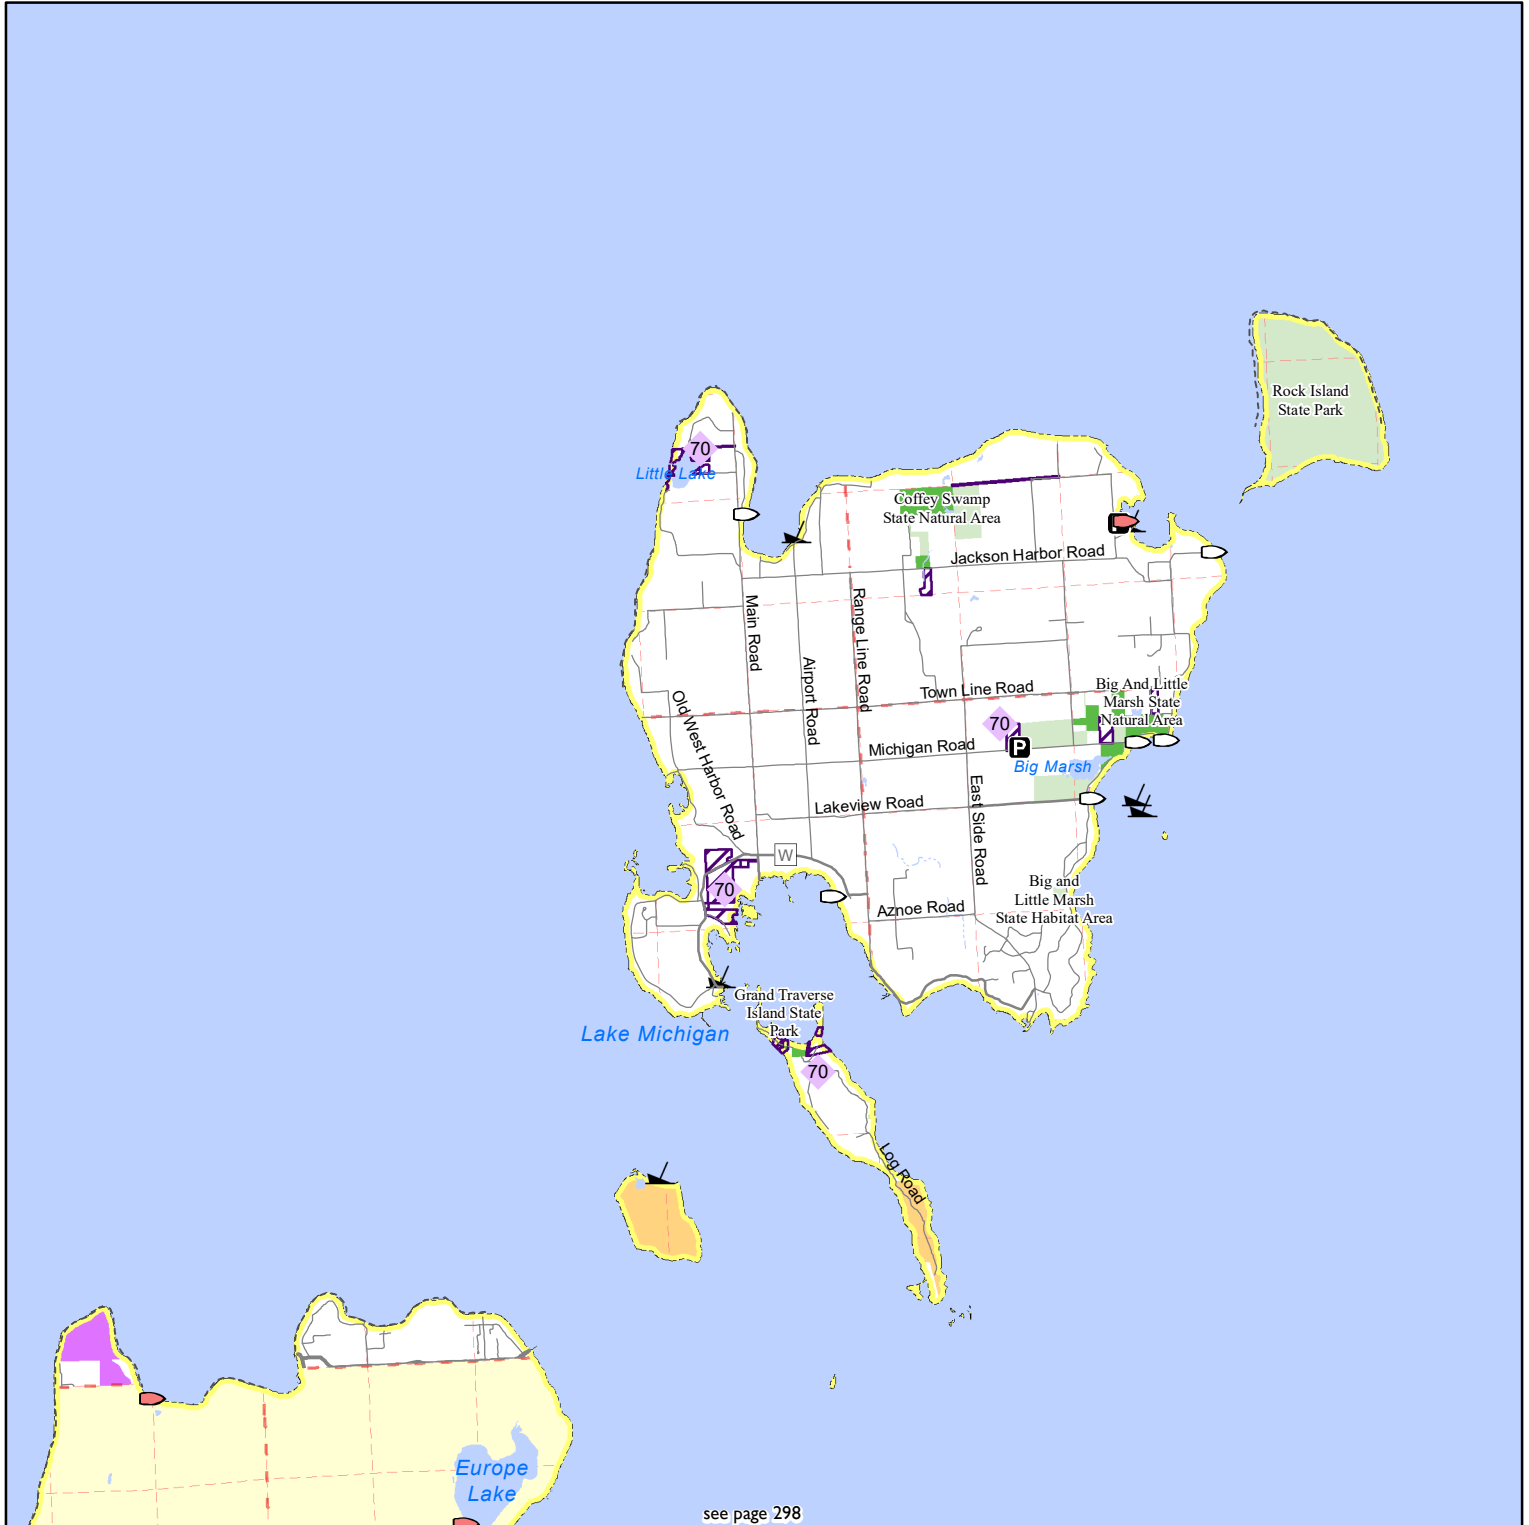 Rock Island
State Park
70
Little Lake
Coffey Swamp
State Natural Area
Jackson Harbor Road
Main Road
Range Line Road
Airport Road
Old West Harbor Road
Town Line Road
Big And Little
Marsh State
Natural Area
70
P
Michigan Road
Big Marsh
Lakeview Road
East Side Road
W
70
Aznoe Road
Big and
Little Marsh
State Habitat Area
Grand Traverse
Island State
Park
Lake Michigan
70
Log Road
Europe
Lake
see page 298